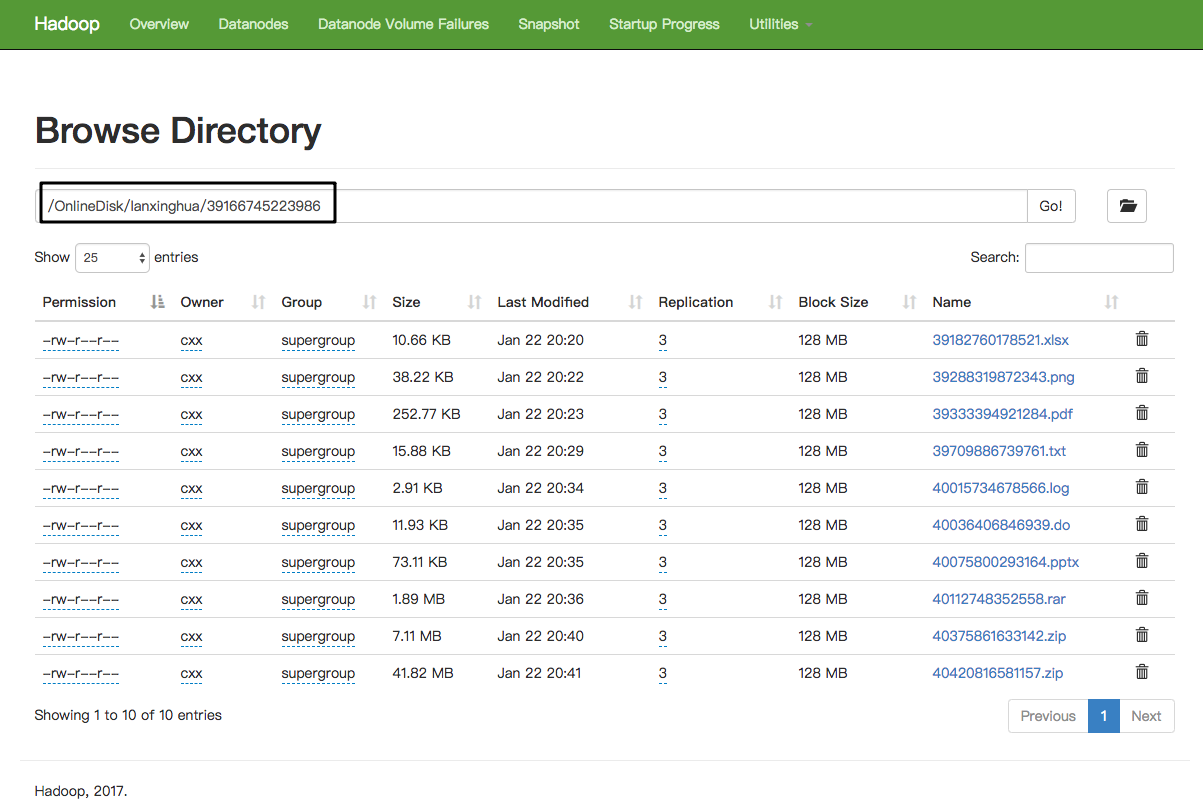 Hadoop Overview Datanodes Datanode Volume Failures Snapshot Startup Progress Utilities
Browse Directory
/OnlineDisk/lanxinghua/39166745223986 Go!
Show 25 entries Search:
Permission Owner Group Size Last Modified Replication Block Size Name
-rw-r--r-- cxx supergroup 10.66 KB Jan 22 20:20 3 128 MB 39182760178521.xlsx
-rw-r--r-- cxx supergroup 38.22 KB Jan 22 20:22 3 128 MB 39288319872343.png
-rw-r--r-- cxx supergroup 252.77 KB Jan 22 20:23 3 128 MB 39333394921284.pdf
-rw-r--r-- cxx supergroup 15.88 KB Jan 22 20:29 3 128 MB 39709886739761.txt
-rw-r--r-- cxx supergroup 2.91 KB Jan 22 20:34 3 128 MB 40015734678566.log
-rw-r--r-- cxx supergroup 11.93 KB Jan 22 20:35 3 128 MB 40036406846939.do
-rw-r--r-- cxx supergroup 73.11 KB Jan 22 20:35 3 128 MB 40075800293164.pptx
-rw-r--r-- cxx supergroup 1.89 MB Jan 22 20:36 3 128 MB 40112748352558.rar
-rw-r--r-- cxx supergroup 7.11 MB Jan 22 20:40 3 128 MB 40375861633142.zip
-rw-r--r-- cxx supergroup 41.82 MB Jan 22 20:41 3 128 MB 40420816581157.zip
Showing 1 to 10 of 10 entries Previous 1 Next
Hadoop, 2017.